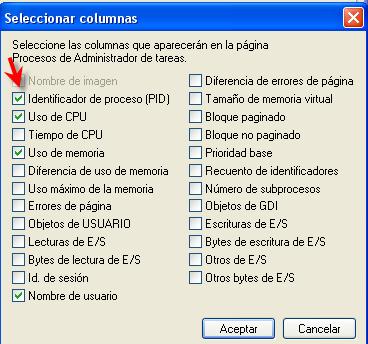 Seleccionar columnas
Seleccione las columnas que aparecerán en la página
Procesos de Administrador de tareas.
Nombre de imagen
Identificador de proceso (PID)
Uso de CPU
Tiempo de CPU
Uso de memoria
Diferencia de uso de memoria
Uso máximo de la memoria
Errores de página
Objetos de USUARIO
Lecturas de E/S
Bytes de lectura de E/S
Id. de sesión
Nombre de usuario
Diferencia de errores de página
Tamaño de memoria virtual
Bloque paginado
Bloque no paginado
Prioridad base
Recuento de identificadores
Número de subprocesos
Objetos de GDI
Escrituras de E/S
Bytes de escritura de E/S
Otros de E/S
Otros bytes de E/S
Aceptar
Cancelar